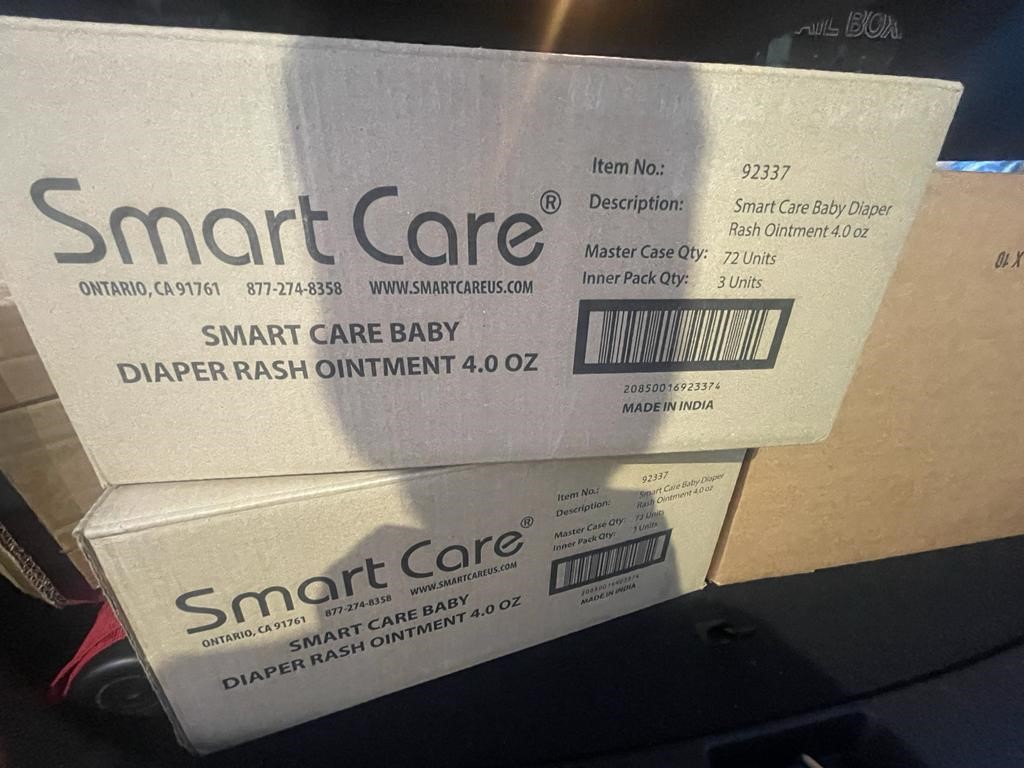 AIL BOX
Smart Care®
ONTARIO, CA 91761 877-274-8358 WWW.SMARTCAREUS.COM
SMART CARE BABY
DIAPER RASH OINTMENT 4.0 OZ
Item No.: 92337
Description: Smart Care Baby Diaper
Rash Ointment 4.0 oz
Master Case Qty: 72 Units
Inner Pack Qty: 3 Units
20850016923374
MADE IN INDIA
X 10
Smart Care®
ONTARIO, CA 91761 877-274-8358 WWW.SMARTCAREUS.COM
SMART CARE BABY
DIAPER RASH OINTMENT 4.0 OZ
Item No.: 92337
Description: Smart Care Baby Diaper
Rash Ointment 4.0 oz
Master Case Qty: 72 Units
Inner Pack Qty: 3 Units
20850016923374
MADE IN INDIA